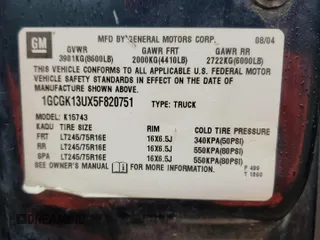 GM
MFD BY GENERAL MOTORS CORP. 08/04
GVWR GAWR FRT GAWR RR
3901KG(8600LB) 2000KG(4410LB) 2722KG(6000LB)
THIS VEHICLE CONFORMS TO ALL APPLICABLE U.S. FEDERAL MOTOR
VEHICLE SAFETY STANDARDS IN EFFECT ON THE DATE OF
MANUFACTURE SHOWN ABOVE.
1GCGK13UX5F820751 TYPE: TRUCK
MODEL: K15743
KADU TIRE SIZE RIM COLD TIRE PRESSURE
FRT LT245/75R16E 16X6.5J 340KPA(50PSI)
RR LT245/75R16E 16X6.5J 550KPA(80PSI)
SPA LT245/75R16E 16X6.5J 550KPA(80PSI)
SEE OWNER'S MANUAL FOR ADDITIONAL INFORMATION